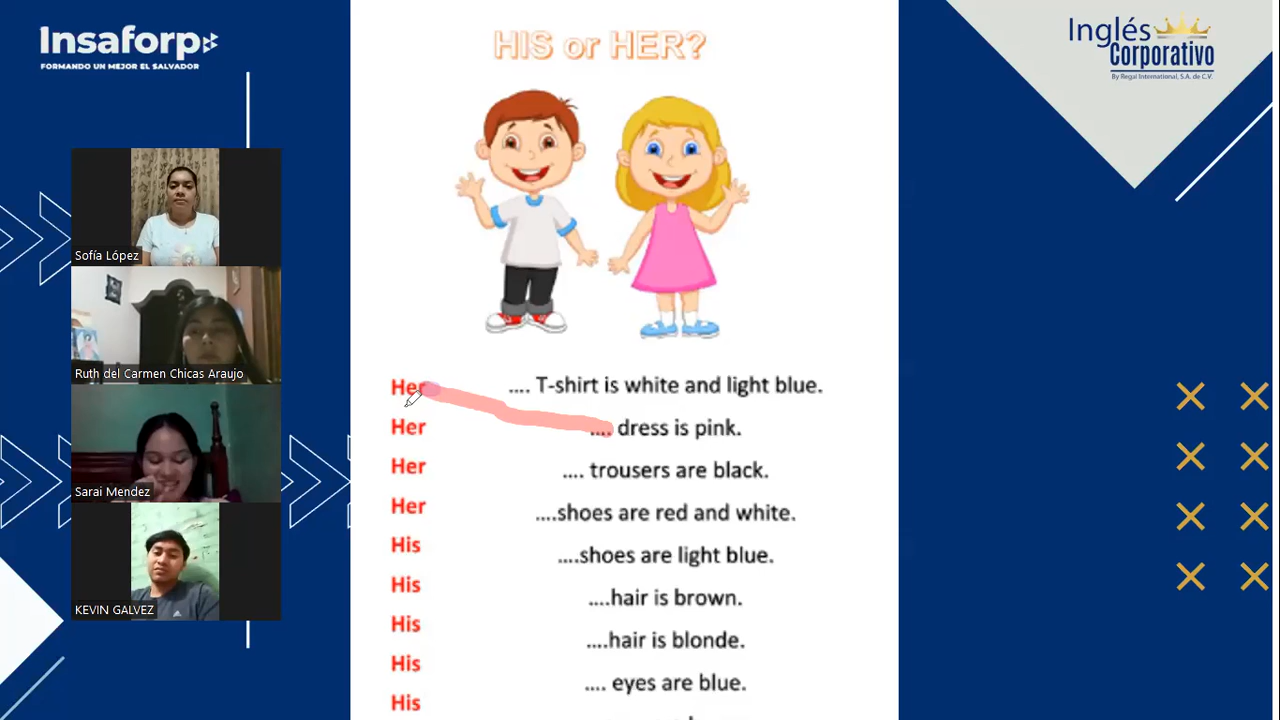 Insaforp
FORMANDO UN MEJOR EL SALVADOR
HIS or HER?
Inglés
Corporativo
By Regal International, S.A. de C.V.
Sofía López
Ruth del Carmen Chicas Araujo
Sarai Mendez
KEVIN GALVEZ
Her
Her
Her
Her
His
His
His
His
His
.... T-shirt is white and light blue.
.... dress is pink.
.... trousers are black.
....shoes are red and white.
....shoes are light blue.
....hair is brown.
....hair is blonde.
.... eyes are blue.